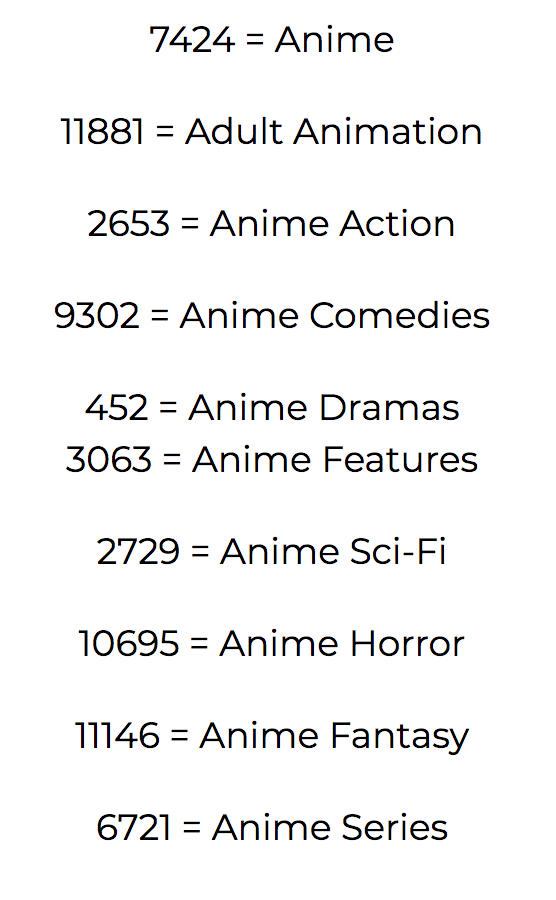 7424 = Anime
11881 = Adult Animation
2653 = Anime Action
9302 = Anime Comedies
452 = Anime Dramas
3063 = Anime Features
2729 = Anime Sci-Fi
10695 = Anime Horror
11146 = Anime Fantasy
6721 = Anime Series